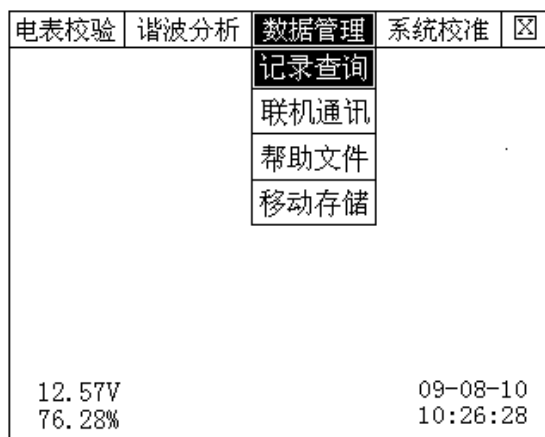 电表校验 谐波分析 数据管理 系统校准
记录查询
联机通讯
帮助文件
移动存储
12.57V 09-08-10
76.28% 10:26:28